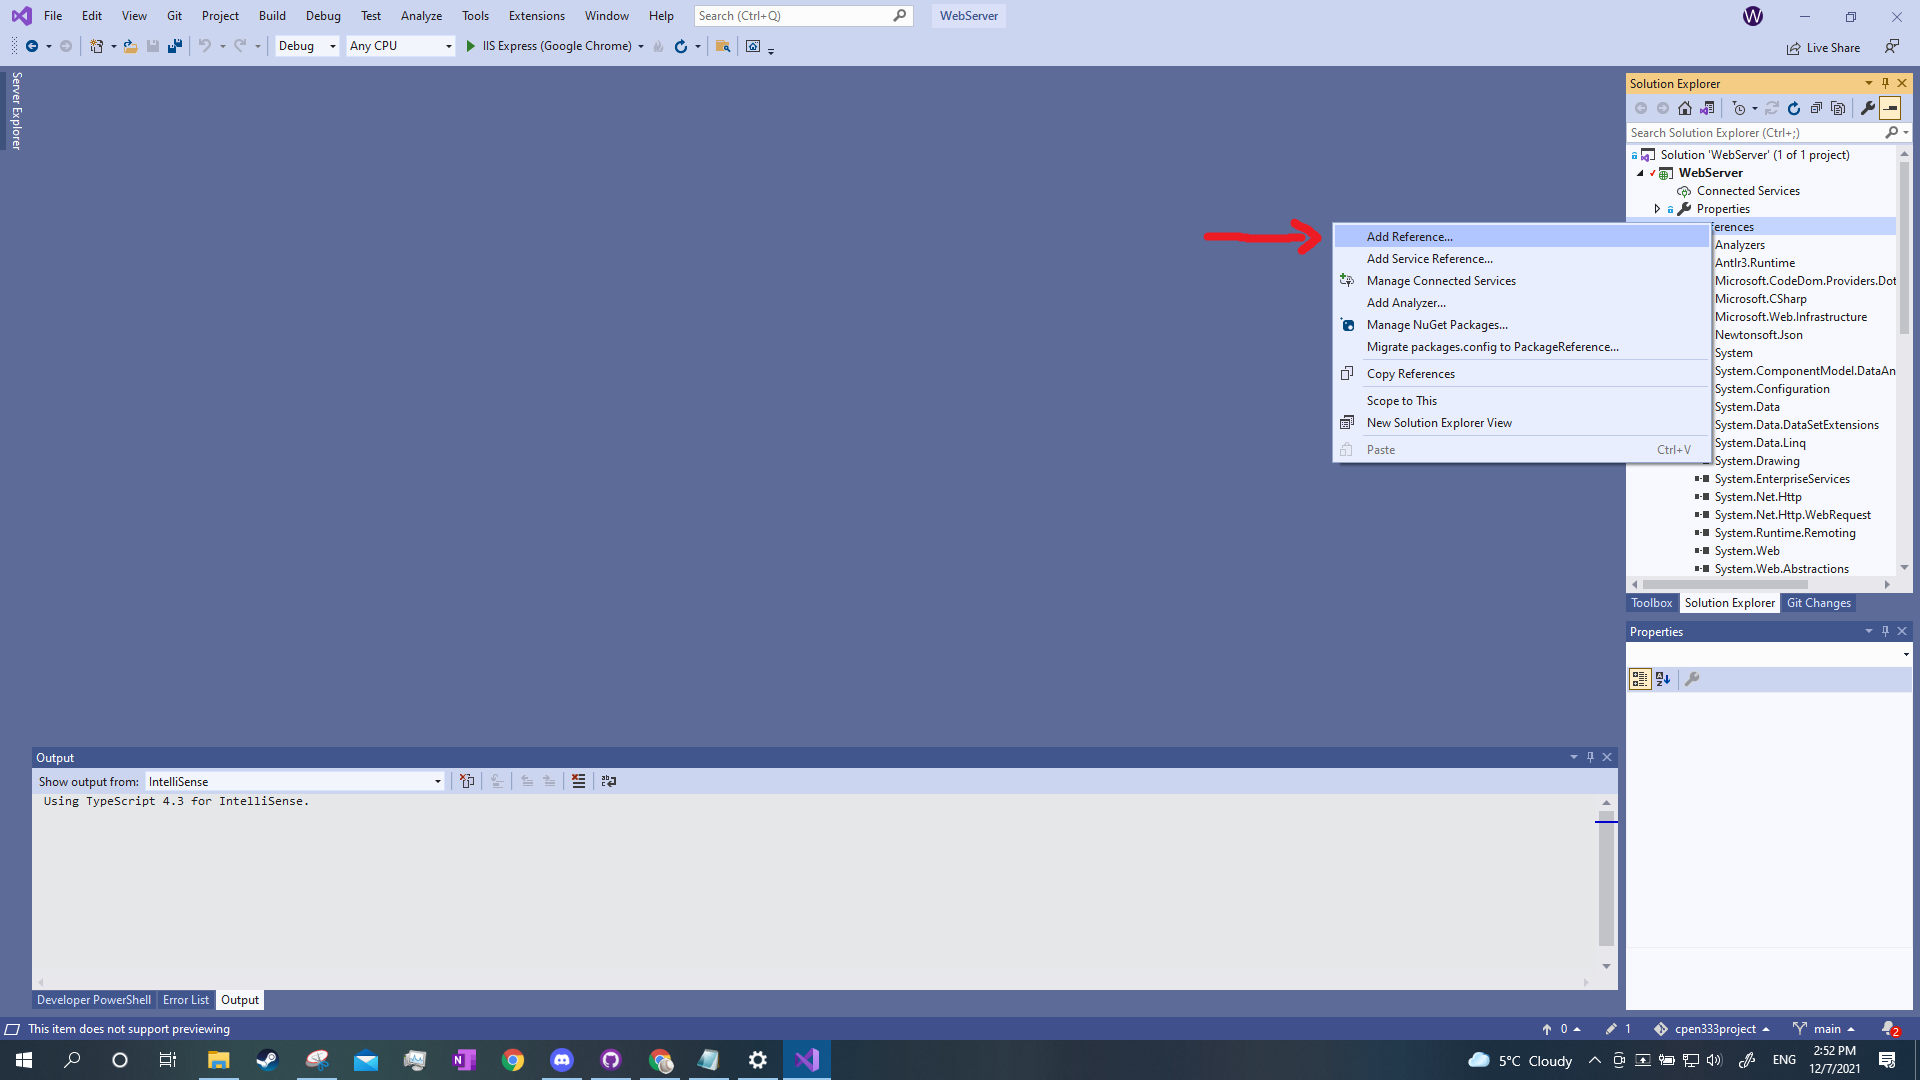 File Edit View Git Project Build Debug Test Analyze Tools Extensions Window Help Search (Ctrl+Q) WebServer W
Debug Any CPU IIS Express (Google Chrome) Live Share
Server Explorer
Solution Explorer
Search Solution Explorer (Ctrl+;)
Solution 'WebServer' (1 of 1 project)
WebServer
Connected Services
Properties
erences
Analyzers
Antlr3.Runtime
Microsoft.CodeDom.Providers.Dot
Microsoft.CSharp
Microsoft.Web.Infrastructure
Newtonsoft.Json
System
System.ComponentModel.DataAn
System.Configuration
System.Data
System.Data.DataSetExtensions
System.Data.Linq
System.Drawing
System.EnterpriseServices
System.Net.Http
System.Net.Http.WebRequest
System.Runtime.Remoting
System.Web
System.Web.Abstractions
Add Reference...
Add Service Reference...
Manage Connected Services
Add Analyzer...
Manage NuGet Packages...
Migrate packages.config to PackageReference...
Copy References
Scope to This
New Solution Explorer View
Paste Ctrl+V
Toolbox Solution Explorer Git Changes
Properties
Output
Show output from: IntelliSense
Using TypeScript 4.3 for IntelliSense.
Developer PowerShell Error List Output
This item does not support previewing 0 1 cpen333project main 2
5°C Cloudy ENG 2:52 PM
12/7/2021